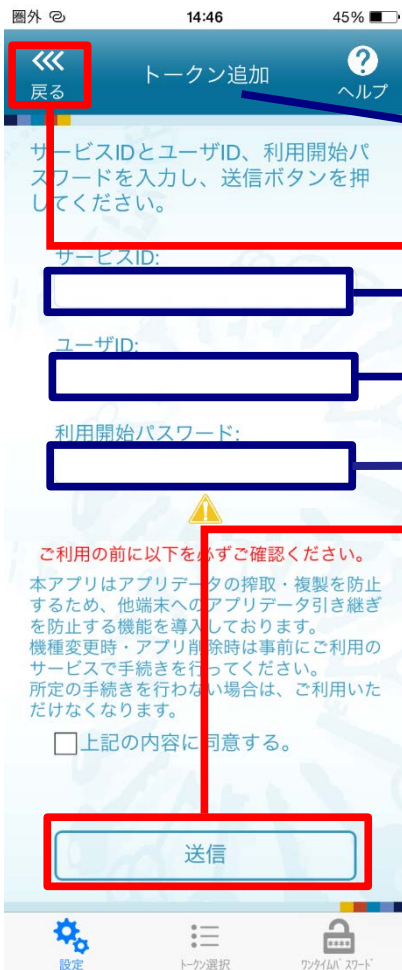 圏外 14:46 45%
戻る トークン追加 ヘルプ
サービスIDとユーザID、利用開始パ
スワードを入力し、送信ボタンを押
してください。
サービスID:
ユーザID:
利用開始パスワード:
ご利用の前に以下を必ずご確認ください。
本アプリはアプリデータの搾取・複製を防止
するため、他端末へのアプリデータ引き継ぎ
を防止する機能を導入しております。
機種変更時・アプリ削除時は事前にご利用の
サービスで手続きを行ってください。
所定の手続きを行わない場合は、ご利用いた
だけなくなります。
上記の内容に同意する。
送信
設定 トークン選択 ワンタイムパスワード